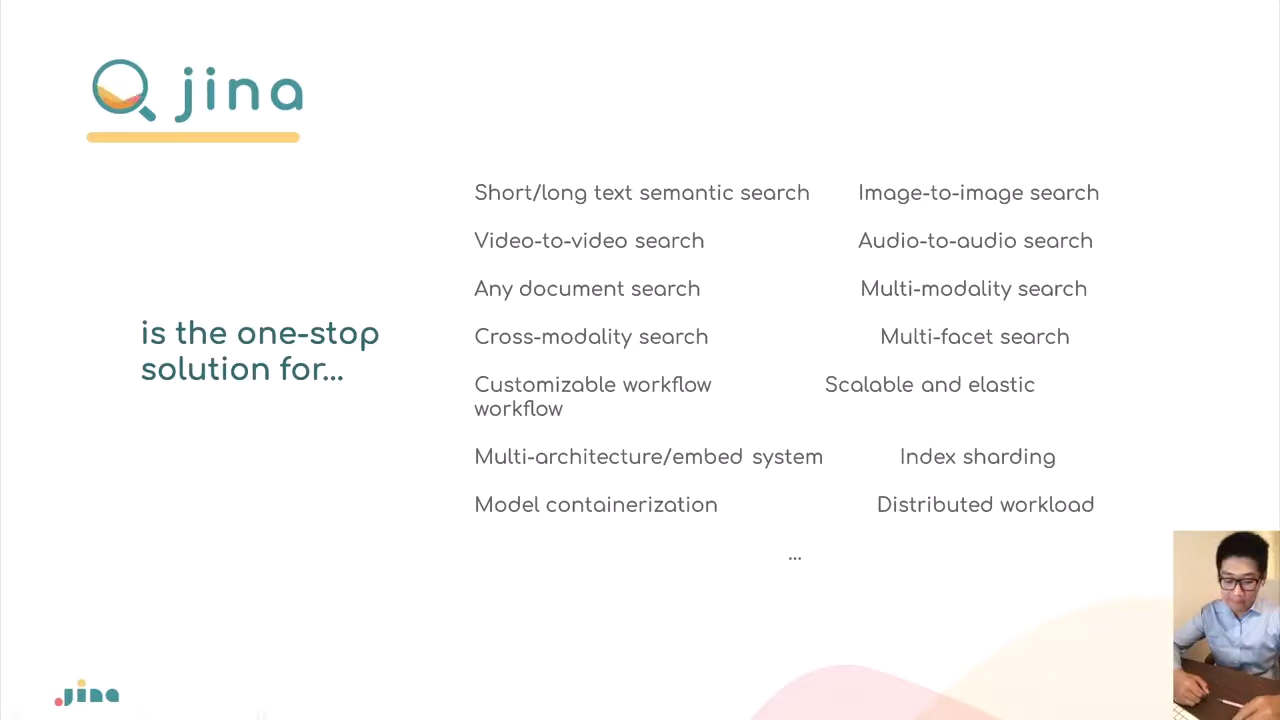 jina
is the one-stop
solution for...
Short/long text semantic search Image-to-image search
Video-to-video search Audio-to-audio search
Any document search Multi-modality search
Cross-modality search Multi-facet search
Customizable workflow Scalable and elastic
workflow
Multi-architecture/embed system Index sharding
Model containerization Distributed workload
...
jina